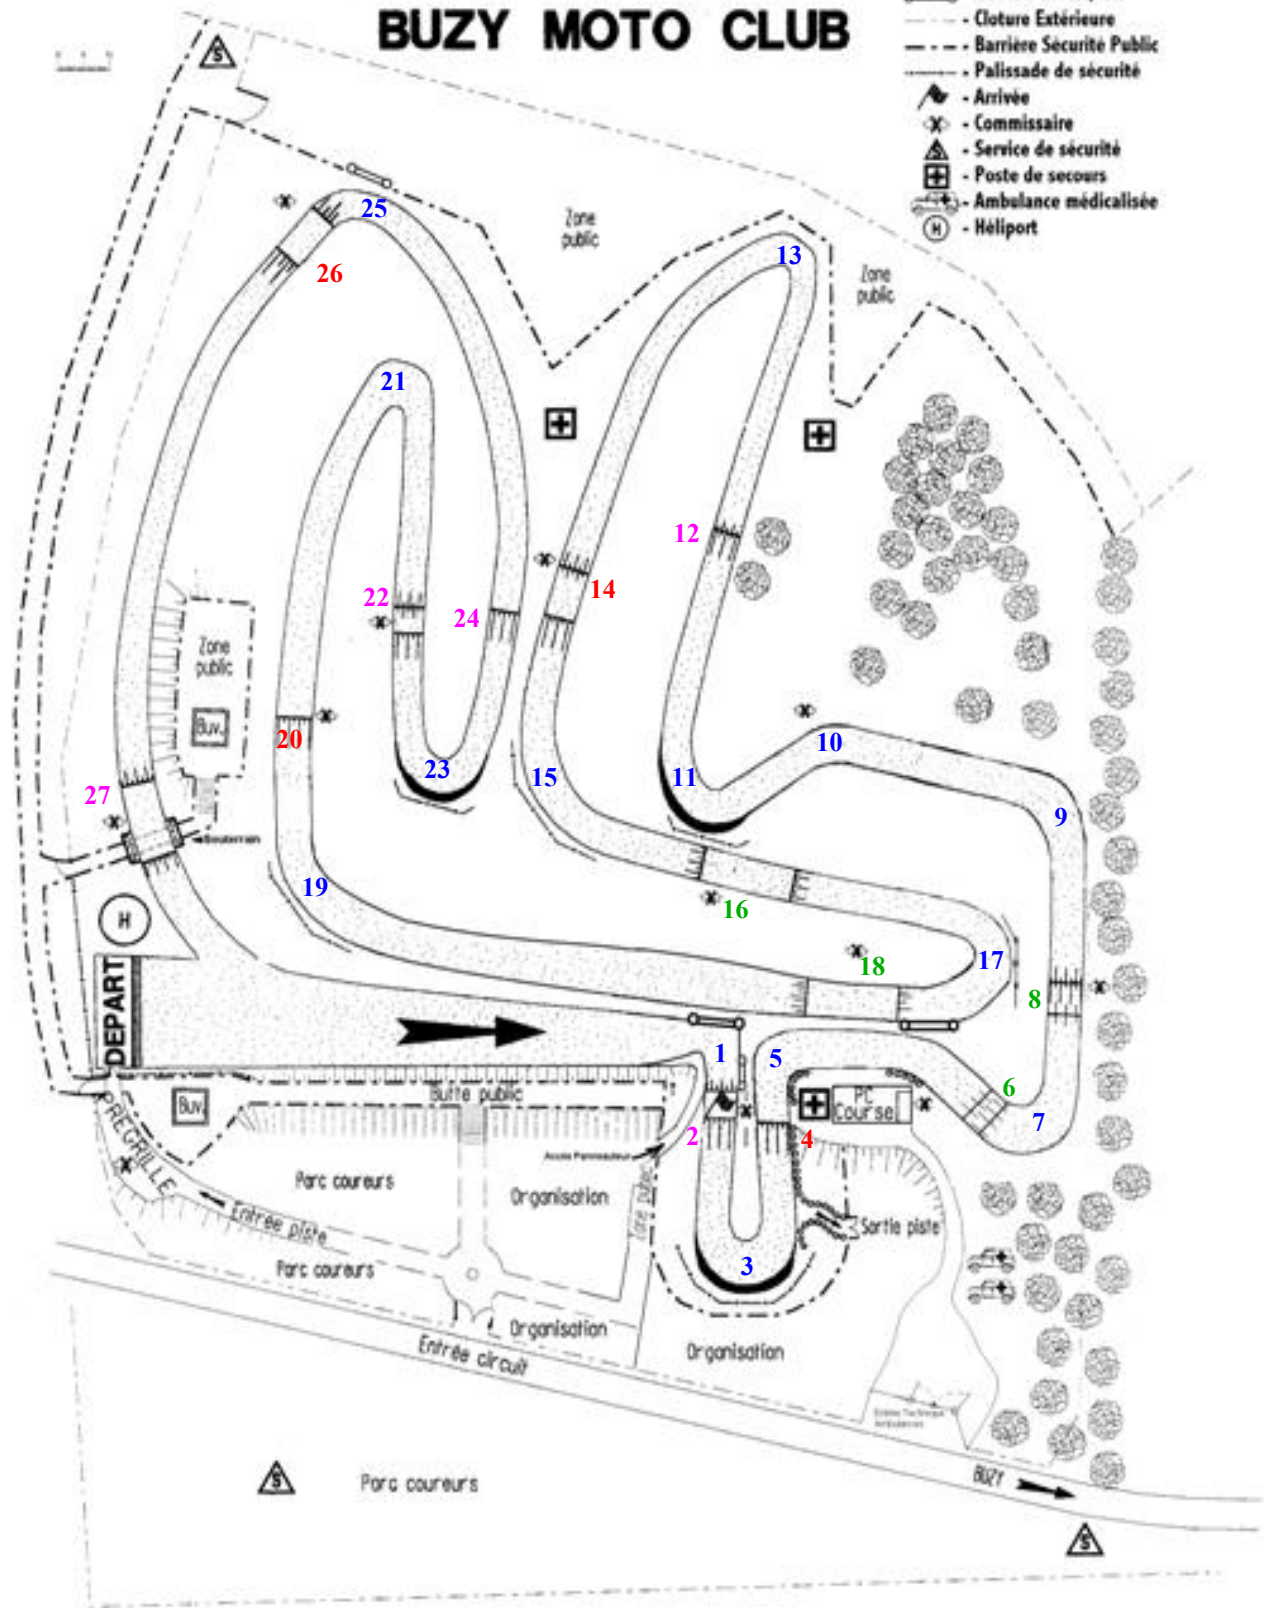 BUZY MOTO CLUB
- Cloture Extérieure
- Barrière Sécurité Public
- Palissade de sécurité
- Arrivée
X - Commissaire
S - Service de sécurité
- Poste de secours
- Ambulance médicalisée
H - Héliport
S
25
Zone
public
13
Zone
public
26
21
12
14
22
24
Zone
public
Buv.
20
10
23
15
11
27
9
Souterrain
19
16
H
18
17
8
DEPART
1
5
6
Butte public
Buv.
PC
Course
7
2
4
PREGRILLE
Parc coureurs
Organisation
Zone public
Entrée piste
Sortie piste
3
Parc coureurs
Organisation
Organisation
Entrée circuit
BUZY
S
Parc coureurs
S